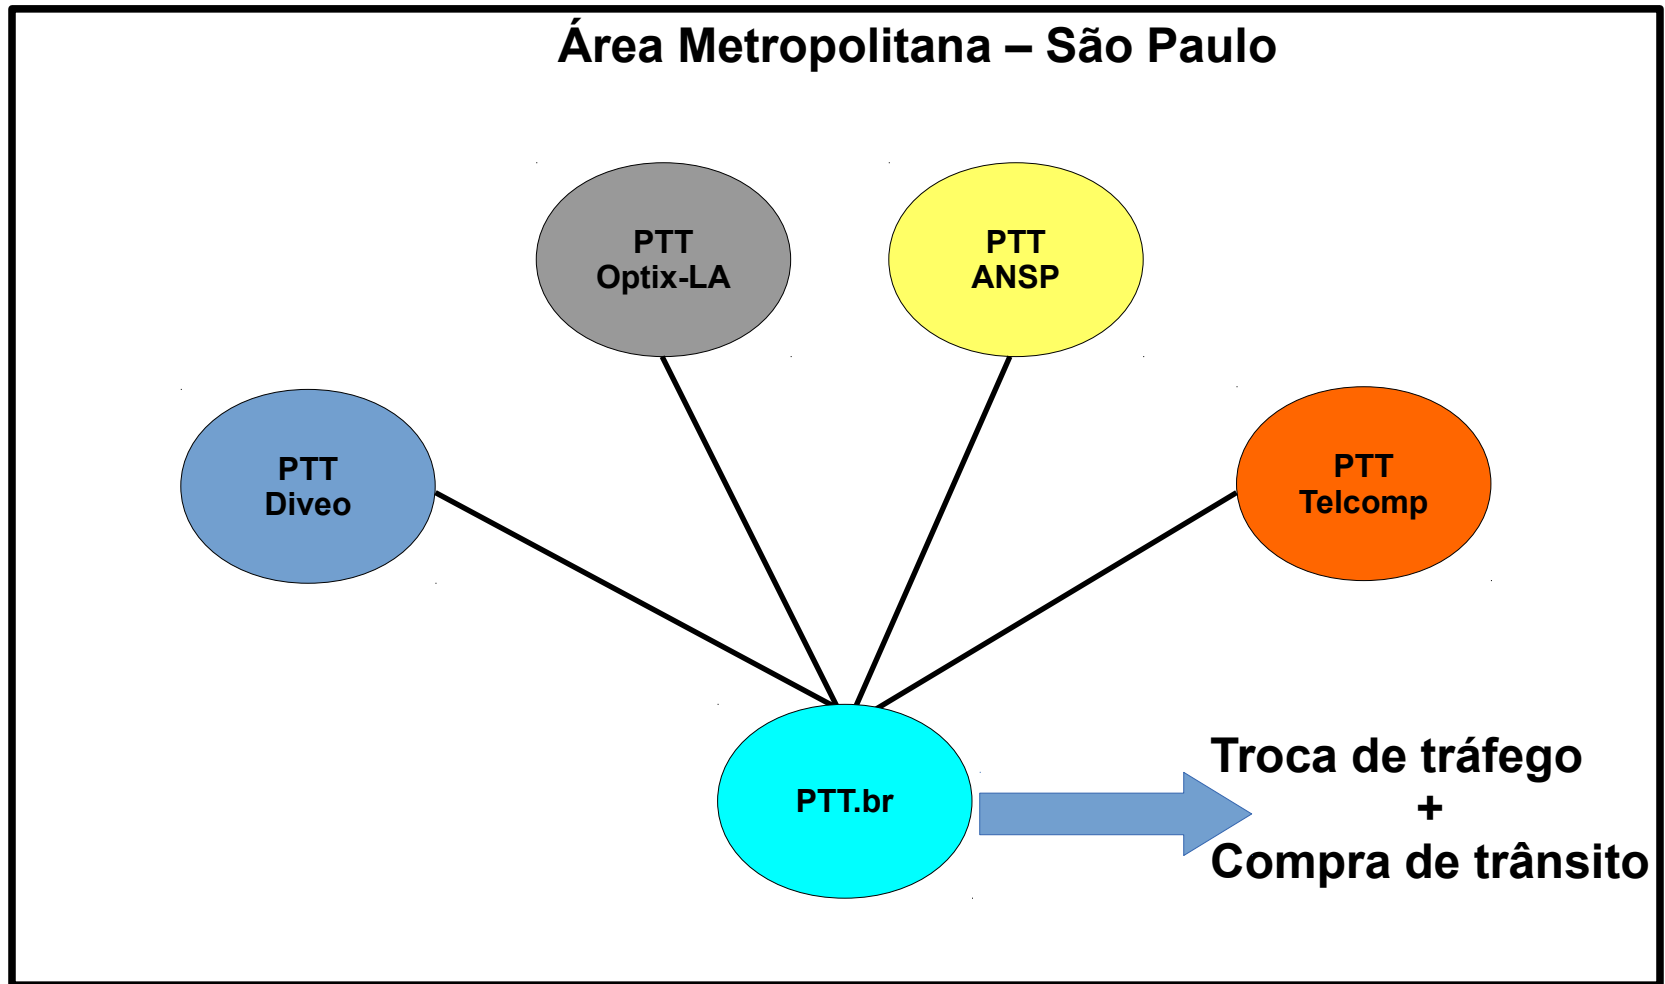 Área Metropolitana – São Paulo
PTT
Optix-LA
PTT
ANSP
PTT
Diveo
PTT
Telcomp
PTT.br
Troca de tráfego
+
Compra de trânsito